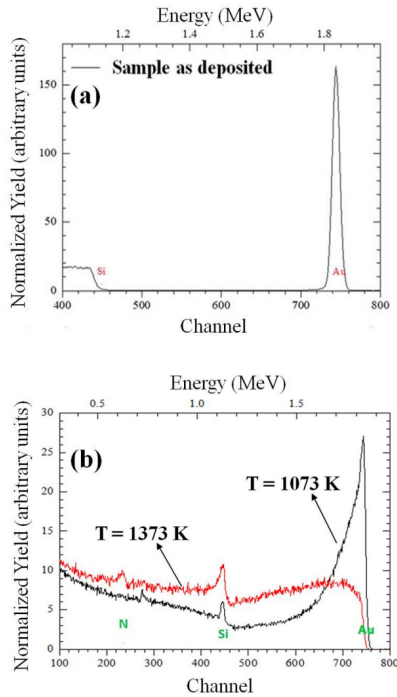 Energy (MeV)
1.2 1.4 1.6 1.8
Normalized Yield (arbitrary units)
150
100
50
0
Sample as deposited
(a)
Si
Au
400 500 600 700 800
Channel
Energy (MeV)
0.5 1.0 1.5
Normalized Yield (arbitrary units)
30
25
20
15
10
5
0
(b)
T = 1073 K
T = 1373 K
N
Si
Au
100 200 300 400 500 600 700 800
Channel